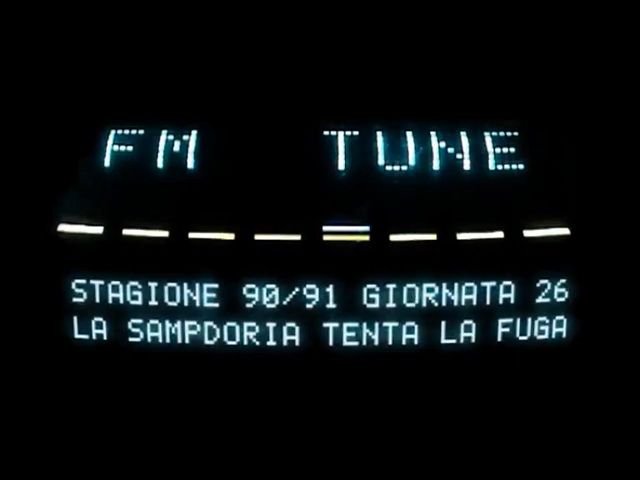 FM TUNE
STAGIONE 90/91 GIORNATA 26
LA SAMPDORIA TENTA LA FUGA